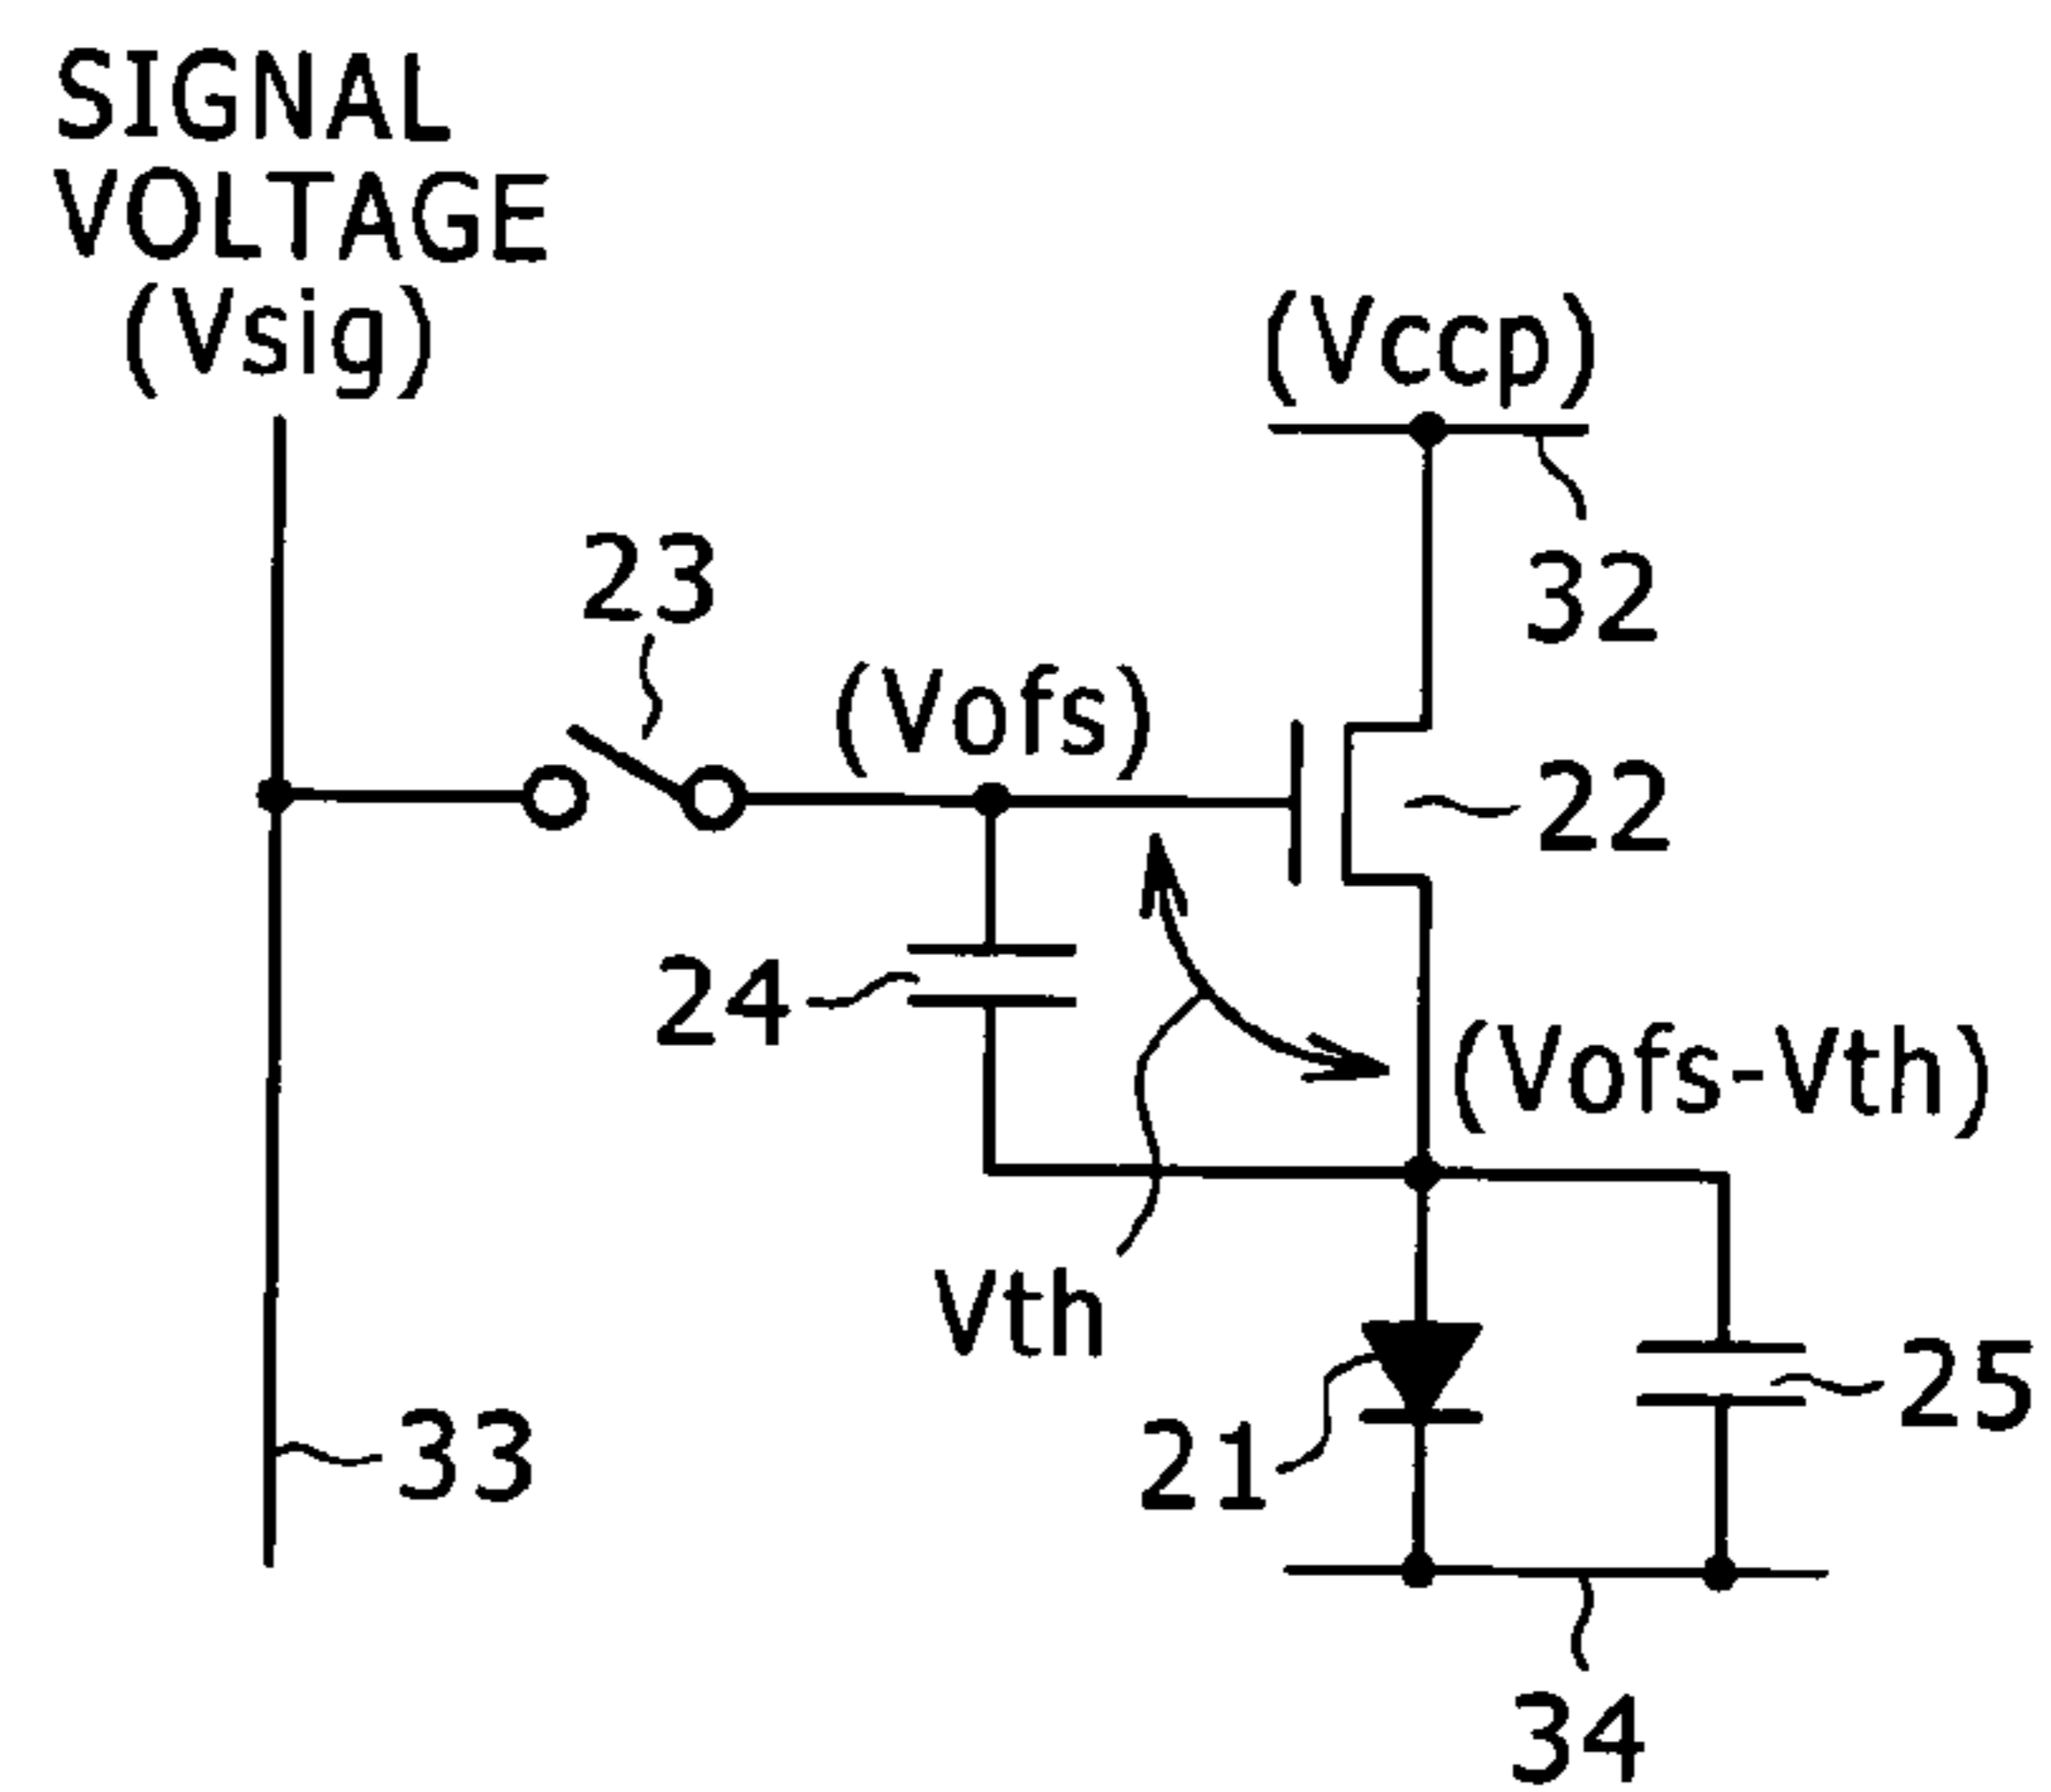 SIGNAL
VOLTAGE
(Vsig)
(Vccp)
32
23
(Vofs)
22
24
(Vofs-Vth)
Vth
25
21
33
34